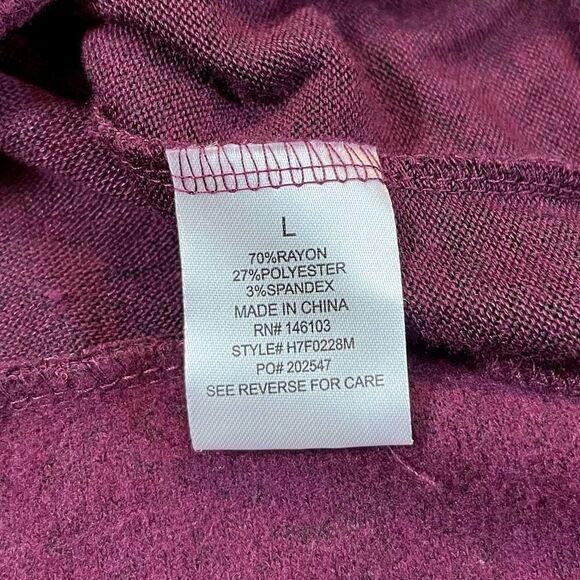 L
70%RAYON
27%POLYESTER
3%SPANDEX
MADE IN CHINA
RN# 146103
STYLE# H7F0228M
PO# 202547
SEE REVERSE FOR CARE